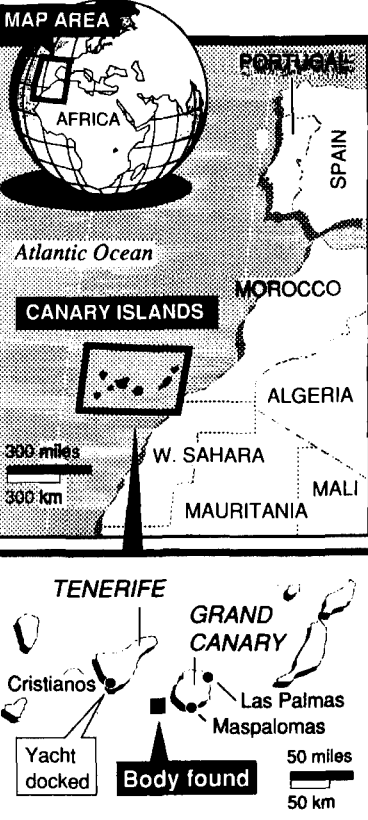 MAP AREA
AFRICA
PORTUGAL
SPAIN
Atlantic Ocean
MOROCCO
CANARY ISLANDS
ALGERIA
300 miles
300 km
W. SAHARA
MALI
MAURITANIA
TENERIFE
GRAND
CANARY
Cristianos
Las Palmas
Maspalomas
Yacht
docked
Body found
50 miles
50 km